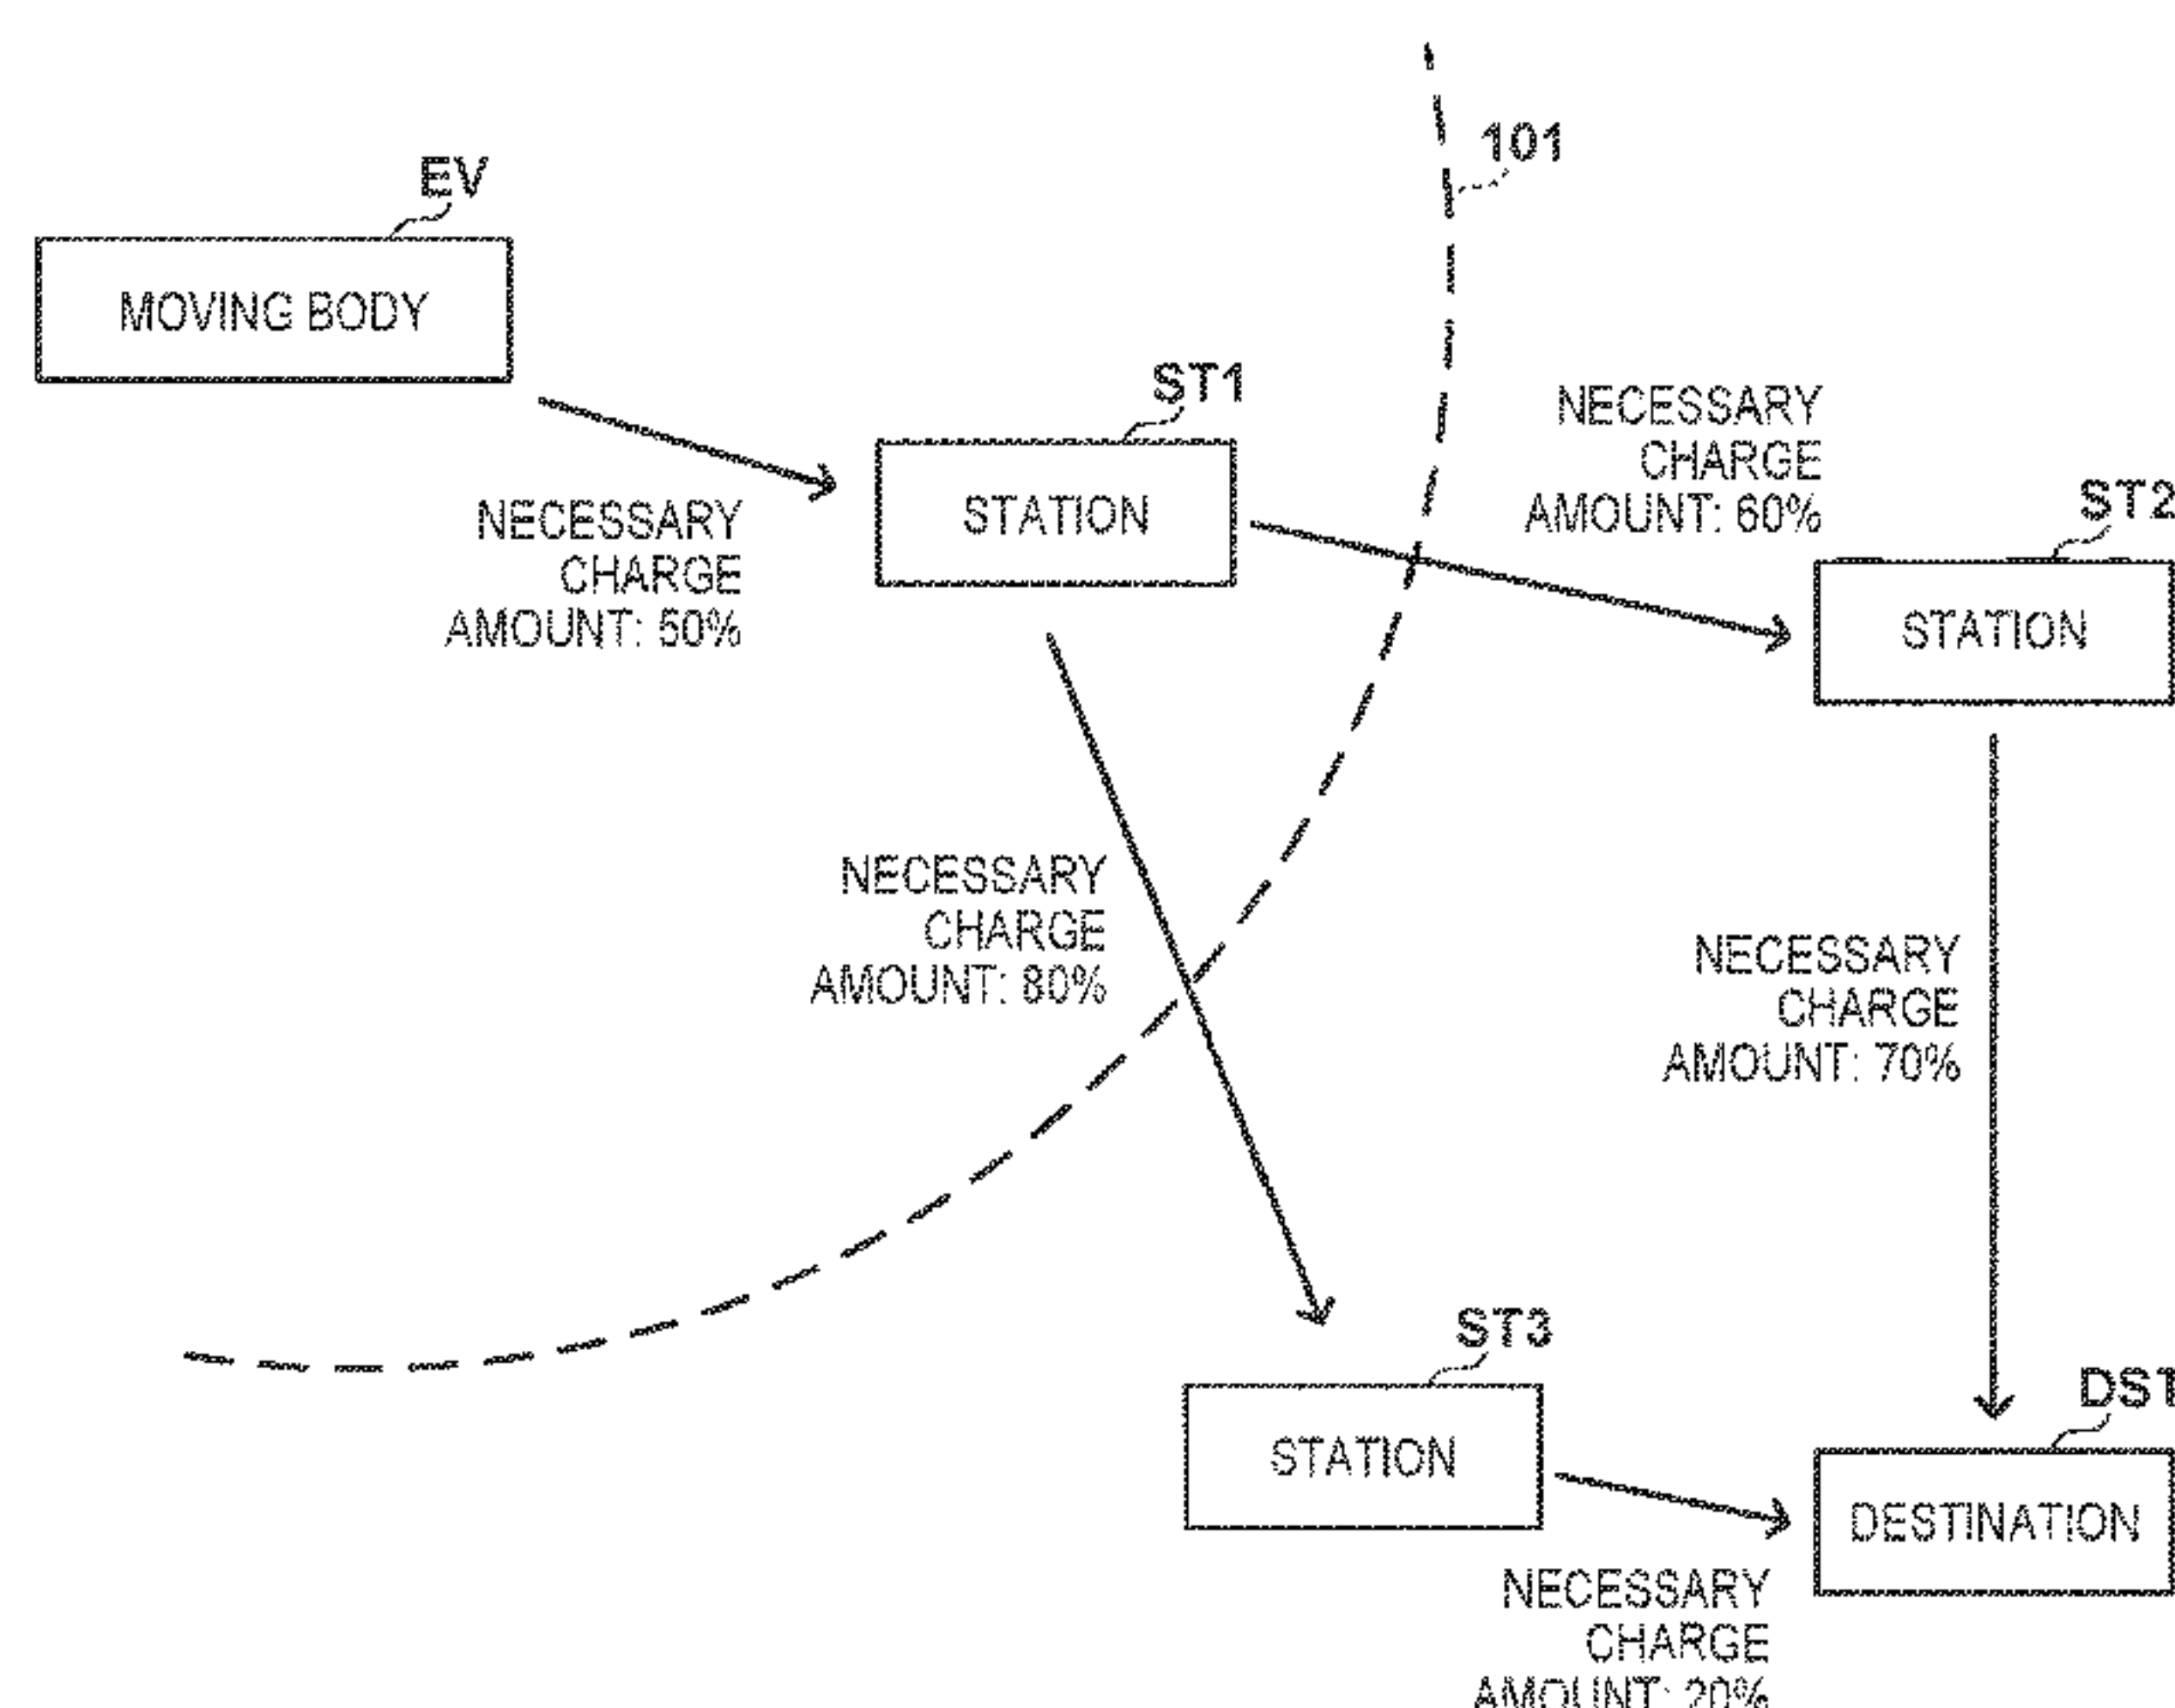 101
EV
MOVING BODY
ST1
STATION
NECESSARY
CHARGE
AMOUNT: 50%
NECESSARY
CHARGE
AMOUNT: 60%
ST2
STATION
NECESSARY
CHARGE
AMOUNT: 80%
NECESSARY
CHARGE
AMOUNT: 70%
ST3
STATION
DST
DESTINATION
NECESSARY
CHARGE
AMOUNT: 20%